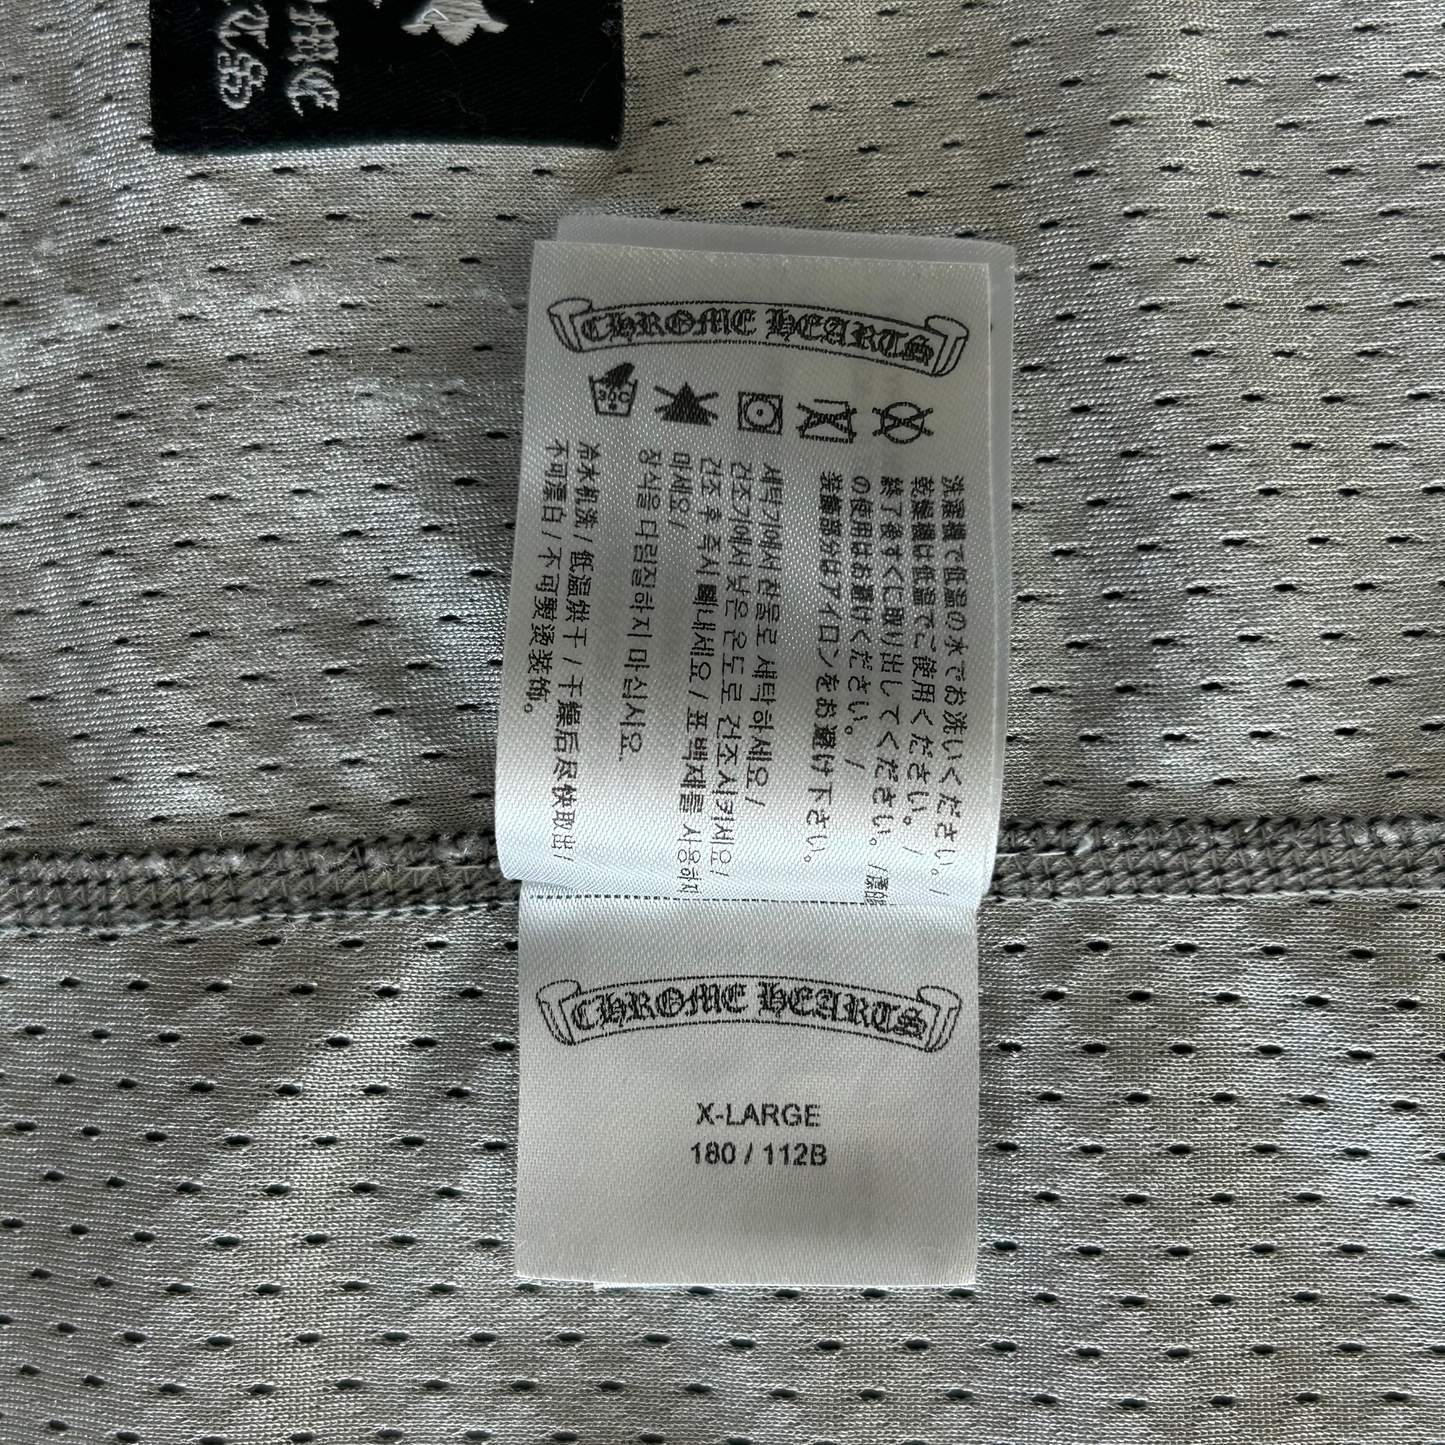 CHROME HEARTS
30C
洗濯機で低温の水でお洗いください。/
乾燥機は低温でご使用ください。/
終了後すぐに取り出してください。/漂白
の使用はお避けください。/
装飾部分はアイロンをお避け下さい。
세탁기에서 찬물로 세탁하세요/
건조기에서 낮은 온도로 건조시키세요/
건조 후 즉시 빼내세요/표백제를 사용하지
마세요/
장식을 다림질하지 마십시오.
冷水机洗/低温烘干/干燥后尽快取出/
不可漂白/不可熨烫装饰。
CHROME HEARTS
X-LARGE
180 / 112B